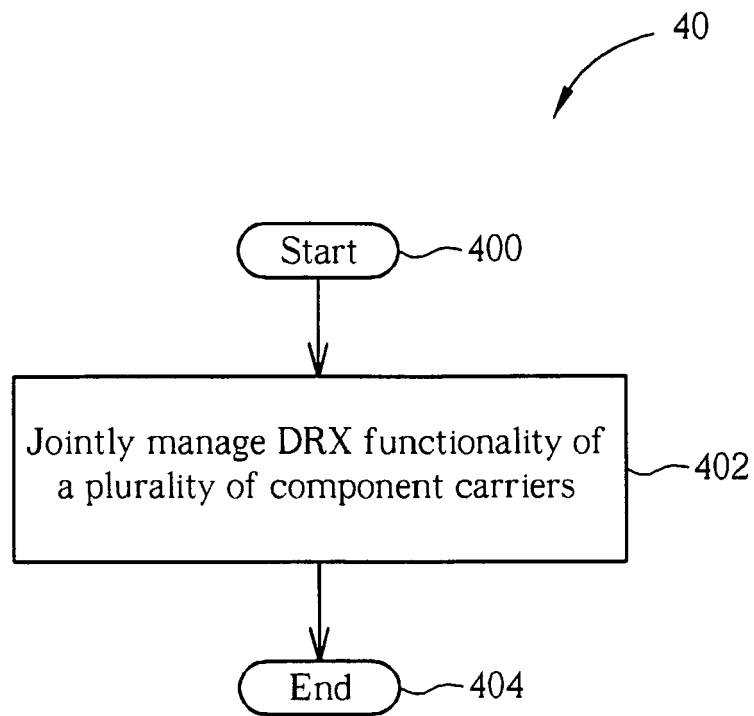 40
Start
400
Jointly manage DRX functionality of
a plurality of component carriers
402
End
404